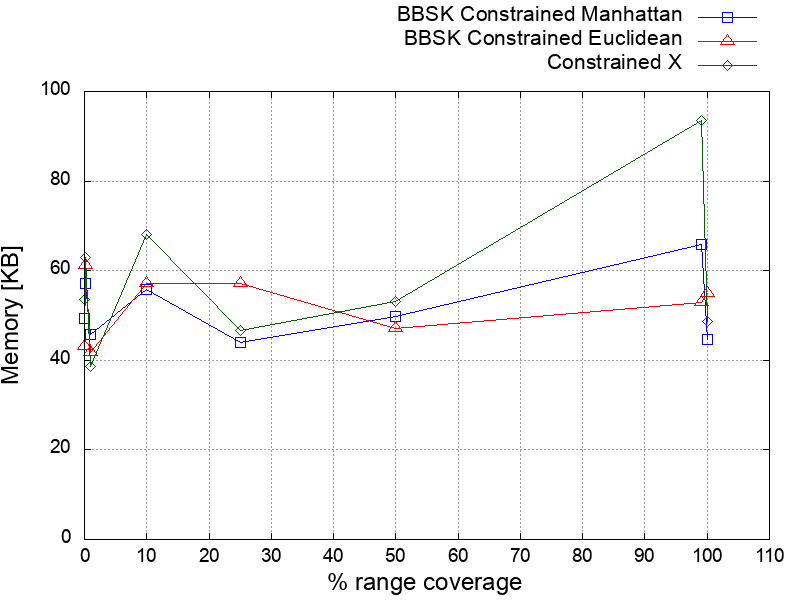 BBSK Constrained Manhattan
BBSK Constrained Euclidean
Constrained X
100
80
60
40
20
0
Memory [KB]
0 10 20 30 40 50 60 70 80 90 100 110
% range coverage